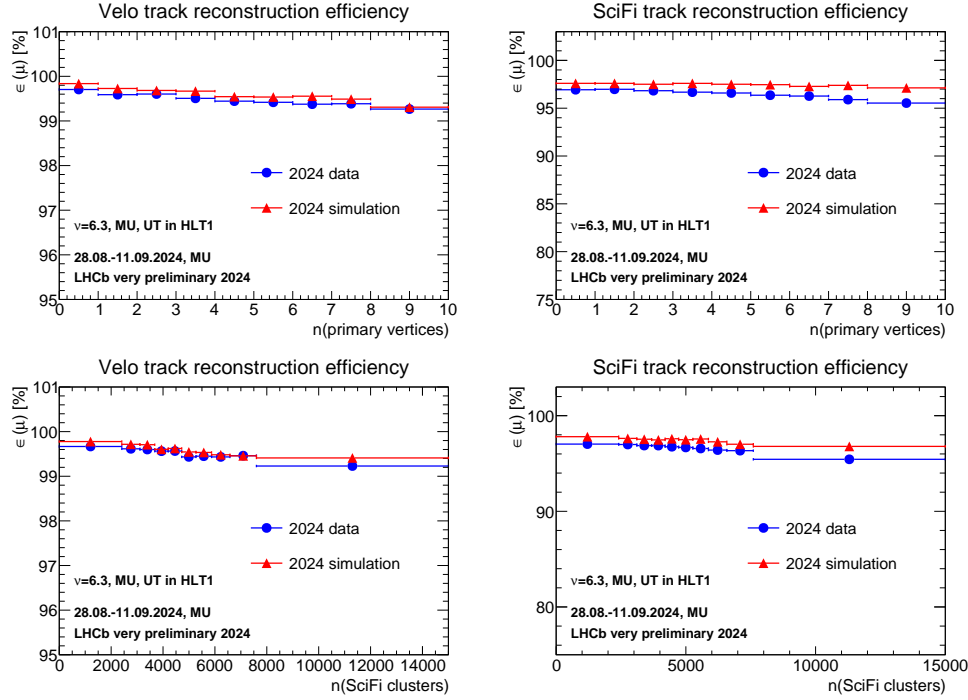 Velo track reconstruction efficiency
ε (μ) [%]
101
100
99
98
97
96
95
2024 data
2024 simulation
ν=6.3, MU, UT in HLT1
28.08.-11.09.2024, MU
LHCb very preliminary 2024
0 1 2 3 4 5 6 7 8 9 10
n(primary vertices)
SciFi track reconstruction efficiency
ε (μ) [%]
100
95
90
85
80
75
2024 data
2024 simulation
ν=6.3, MU, UT in HLT1
28.08.-11.09.2024, MU
LHCb very preliminary 2024
0 1 2 3 4 5 6 7 8 9 10
n(primary vertices)
Velo track reconstruction efficiency
ε (μ) [%]
101
100
99
98
97
96
95
2024 data
2024 simulation
ν=6.3, MU, UT in HLT1
28.08.-11.09.2024, MU
LHCb very preliminary 2024
0 2000 4000 6000 8000 10000 12000 14000
n(SciFi clusters)
SciFi track reconstruction efficiency
ε (μ) [%]
100
90
80
2024 data
2024 simulation
ν=6.3, MU, UT in HLT1
28.08.-11.09.2024, MU
LHCb very preliminary 2024
0 5000 10000 15000
n(SciFi clusters)